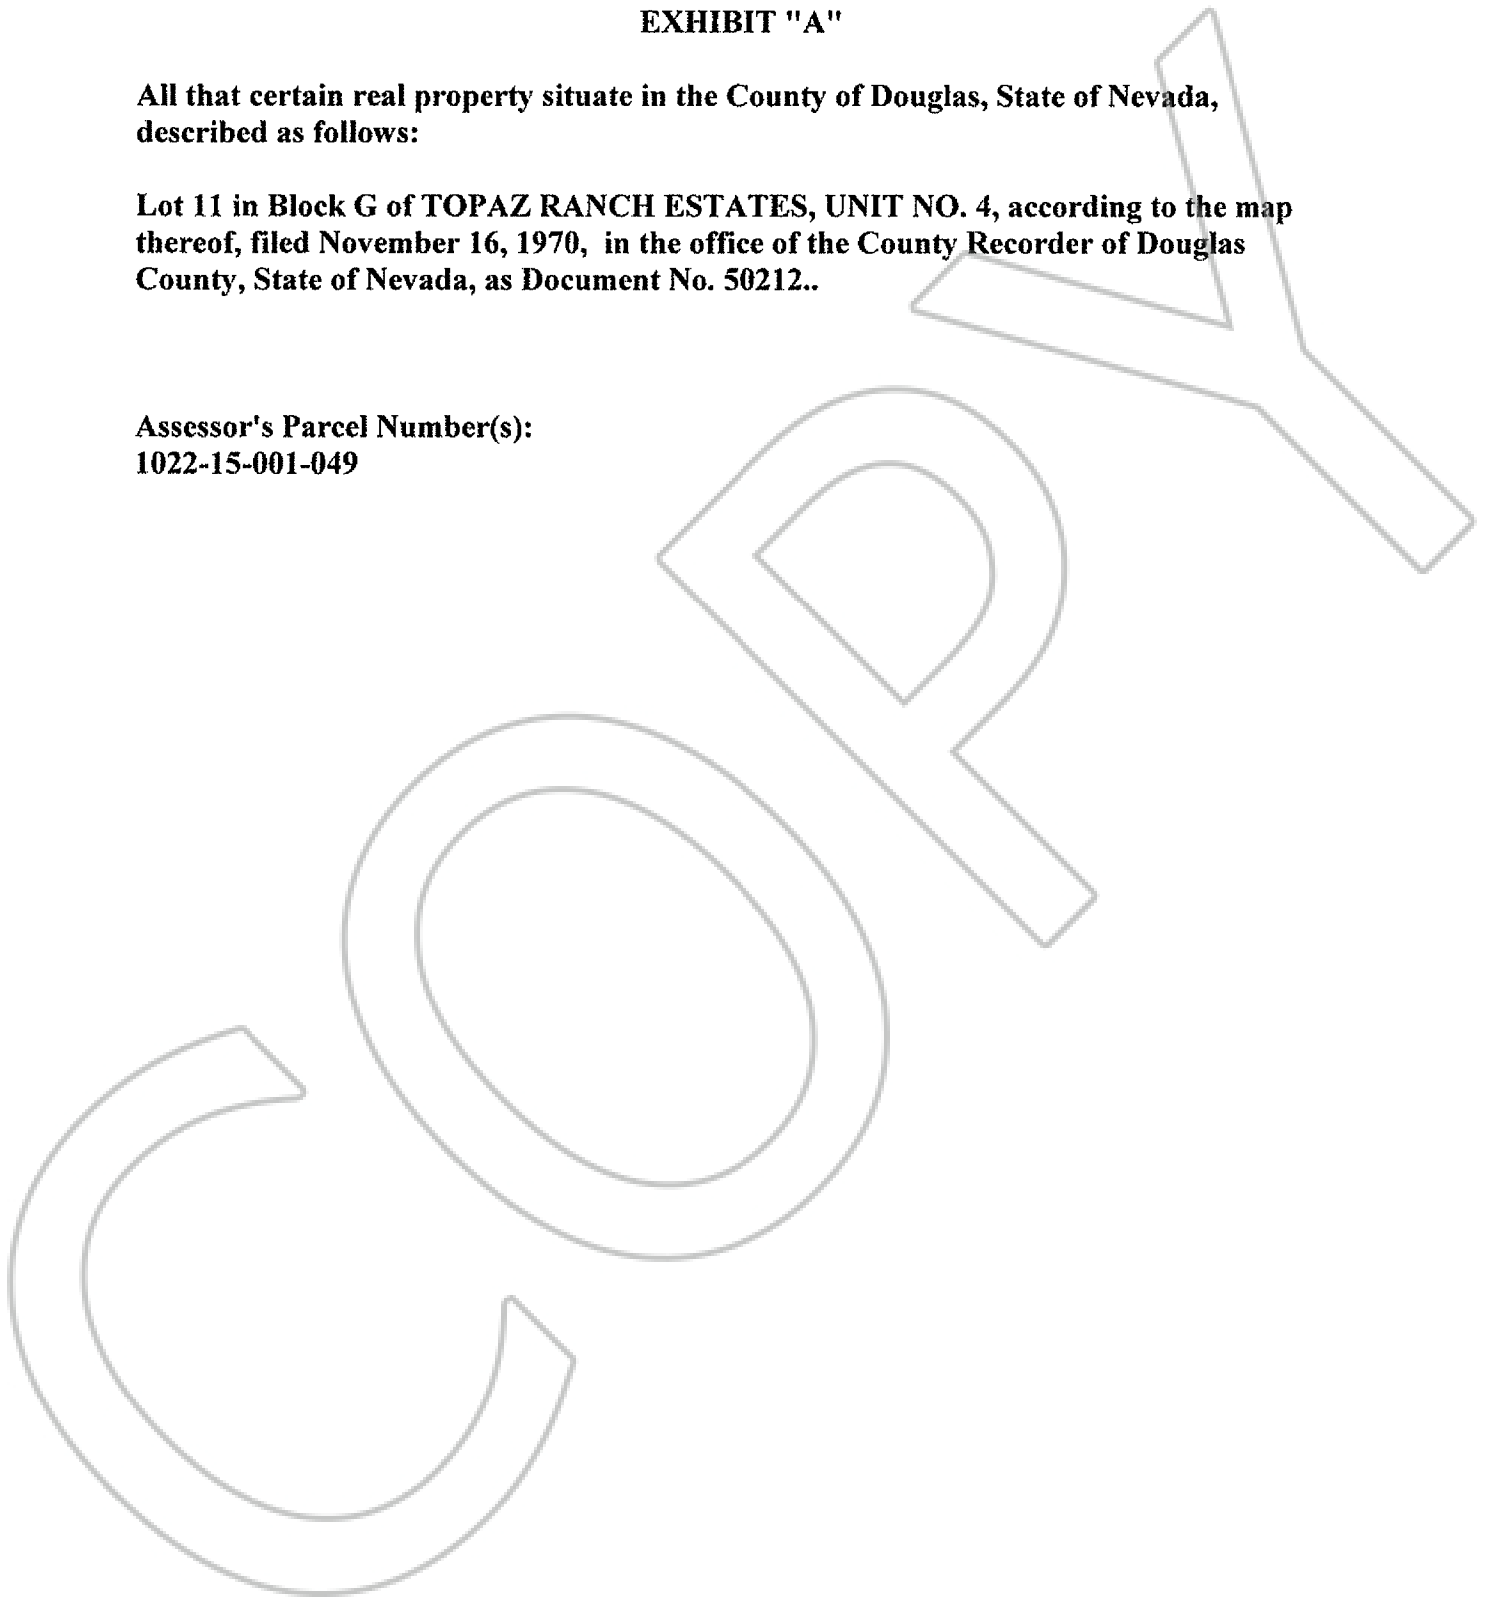 EXHIBIT "A"
All that certain real property situate in the County of Douglas, State of Nevada,
described as follows:
Lot 11 in Block G of TOPAZ RANCH ESTATES, UNIT NO. 4, according to the map
thereof, filed November 16, 1970,  in the office of the County Recorder of Douglas
County, State of Nevada, as Document No. 50212..
Assessor's Parcel Number(s):
1022-15-001-049
COPY